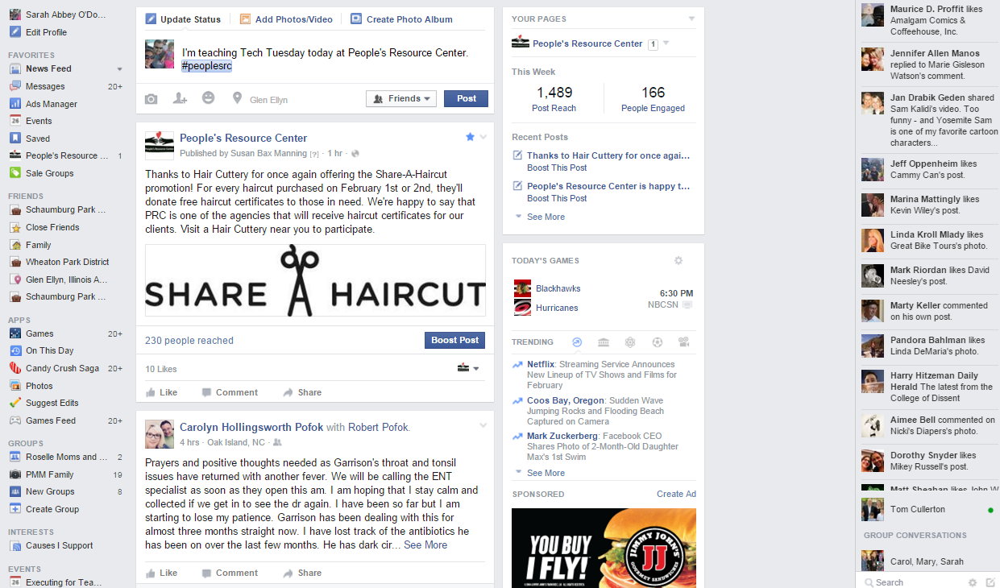 Sarah Abbey O'Do...
Edit Profile
FAVORITES
News Feed
Messages 20+
Ads Manager
Events
Saved
People's Resource ... 1
Sale Groups
FRIENDS
Schaumburg Park ...
Close Friends
Family
Wheaton Park District
Glen Ellyn, Illinois A...
Schaumburg Park ...
APPS
Games 20+
On This Day
Candy Crush Saga 20+
Photos
Suggest Edits
Games Feed 20+
GROUPS
Roselle Moms and ... 2
PMM Family 19
New Groups 8
Create Group
INTERESTS
Causes I Support
EVENTS
26 Executing for Tea...
Update Status Add Photos/Video Create Photo Album
I'm teaching Tech Tuesday today at People's Resource Center.
#peoplesrc
Glen Ellyn Friends Post
People's Resource Center
Published by Susan Bax Manning [?] · 1 hr ·
Thanks to Hair Cuttery for once again offering the Share-A-Haircut
promotion! For every haircut purchased on February 1st or 2nd, they'll
donate free haircut certificates to those in need. We're happy to say that
PRC is one of the agencies that will receive haircut certificates for our
clients. Visit a Hair Cuttery near you to participate.
SHARE A HAIRCUT
230 people reached Boost Post
10 Likes
Like Comment Share
Carolyn Hollingsworth Pofok with Robert Pofok.
4 hrs · Oak Island, NC ·
Prayers and positive thoughts needed as Garrison's throat and tonsil
issues have returned with another fever. We will be calling the ENT
specialist as soon as they open this am. I am hoping that I stay calm and
collected if we get in to see the dr again. I have been so far but I am
starting to lose my patience. Garrison has been dealing with this for
almost three months straight now. I have lost track of the antibiotics he
has been on over the last few months. He has dark cir... See More
Like Comment Share
YOUR PAGES
People's Resource Center 1
This Week
1,489 166
Post Reach People Engaged
Recent Posts
Thanks to Hair Cuttery for once agai...
Boost This Post
People's Resource Center is happy t...
Boost This Post
See More
TODAY'S GAMES
Blackhawks
6:30 PM
Hurricanes
NBCSN
TRENDING
Netflix: Streaming Service Announces
New Lineup of TV Shows and Films for
February
Coos Bay, Oregon: Sudden Wave
Jumping Rocks and Flooding Beach
Captured on Camera
Mark Zuckerberg: Facebook CEO
Shares Photo of 2-Month-Old Daughter
Max's 1st Swim
See More
SPONSORED Create Ad
YOU BUY
I FLY!
JIMMY JOHN'S
JJ
GOURMET SANDWICHES
Maurice D. Proffit likes
Amalgam Comics &
Coffeehouse, Inc.
Jennifer Allen Manos
replied to Marie Gisleson
Watson's comment.
Jan Drabik Geden shared
Sam Kalidi's video. Too
funny - and Yosemite Sam
is one of my favorite cartoon
characters...
Jeff Oppenheim likes
Cammy Can's post.
Marina Mattingly likes
Kevin Wiley's post.
Linda Kroll Mlady likes
Great Bike Tours's photo.
Mark Riordan likes David
Neesley's post.
Marty Keller commented
on his own post.
Pandora Bahlman likes
Linda DeMaria's photo.
Harry Hitzeman Daily
Herald The latest from the
College of Dissent
Aimee Bell commented on
Nicki's Diapers's photo.
Dorothy Snyder likes
Mikey Russell's post.
Matt Sheahan likes John W
Tom Cullerton
GROUP CONVERSATIONS
Carol, Mary, Sarah
Search